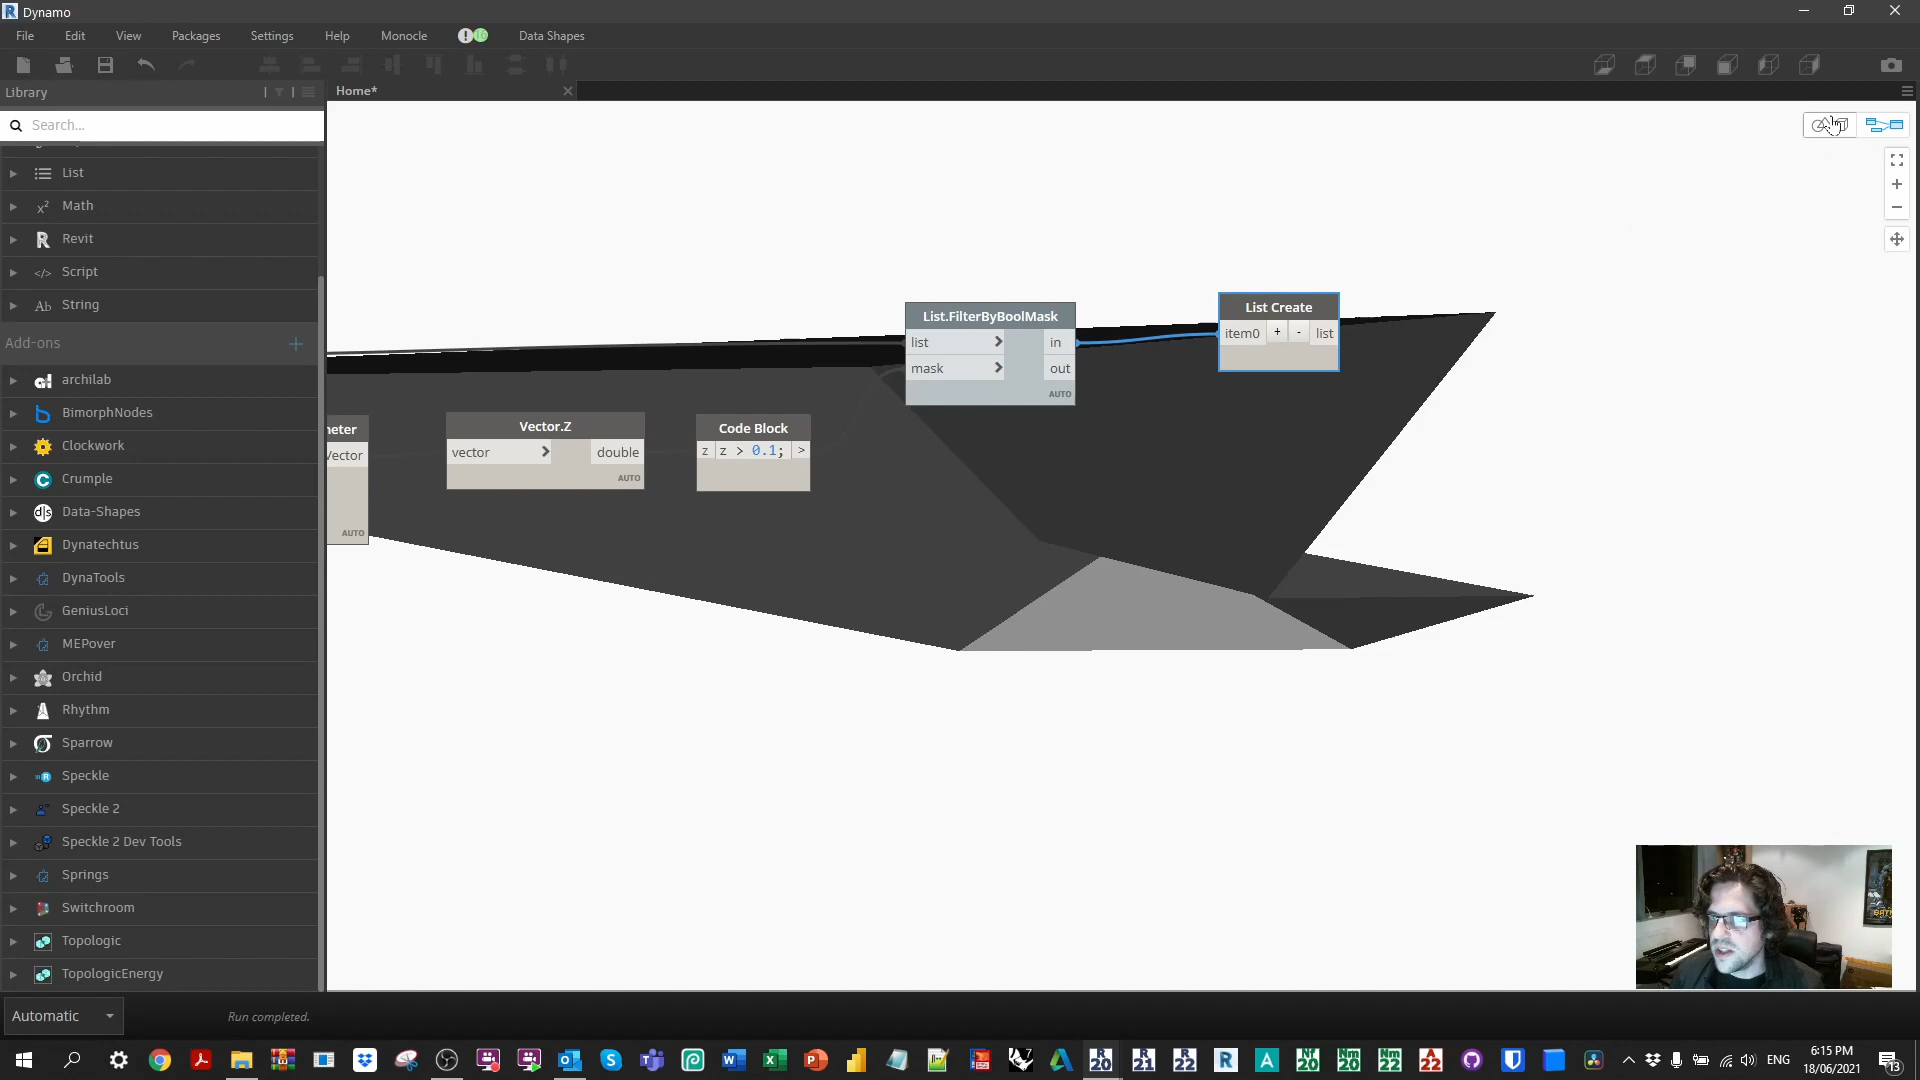 Dynamo
File Edit View Packages Settings Help Monocle Data Shapes
Library
Home*
Search...
List
Math
Revit
Script
String
Add-ons
archilab
BimorphNodes
Clockwork
Crumple
Data-Shapes
Dynatechtus
DynaTools
GeniusLoci
MEPover
Orchid
Rhythm
Sparrow
Speckle
Speckle 2
Speckle 2 Dev Tools
Springs
Switchroom
Topologic
TopologicEnergy
neter
Vector
AUTO
Vector.Z
vector > double
AUTO
Code Block
z z > 0.1; >
List.FilterByBoolMask
list > in
mask > out
AUTO
List Create
item0 + - list
Automatic
Run completed.
ENG
6:15 PM
18/06/2021
13